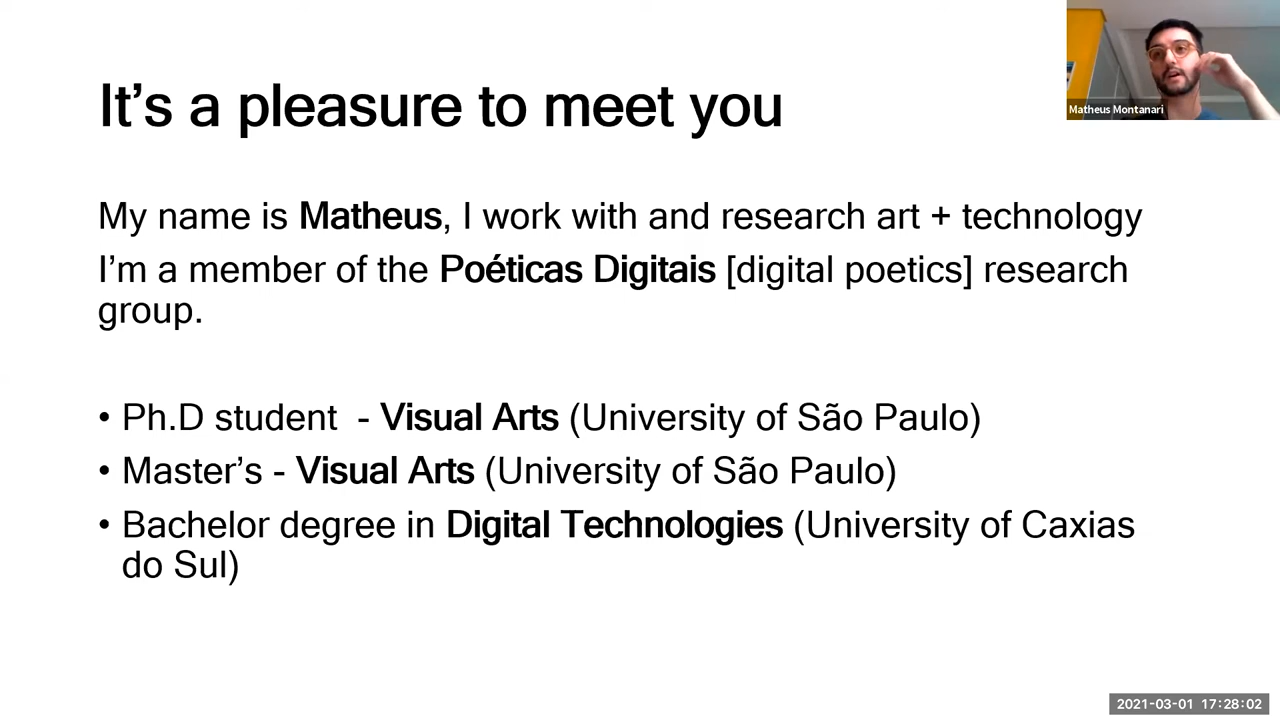 It's a pleasure to meet you
Matheus Montanari
My name is Matheus, I work with and research art + technology
I'm a member of the Poéticas Digitais [digital poetics] research
group.
• Ph.D student - Visual Arts (University of São Paulo)
• Master's - Visual Arts (University of São Paulo)
• Bachelor degree in Digital Technologies (University of Caxias
do Sul)
2021-03-01 17:28:02